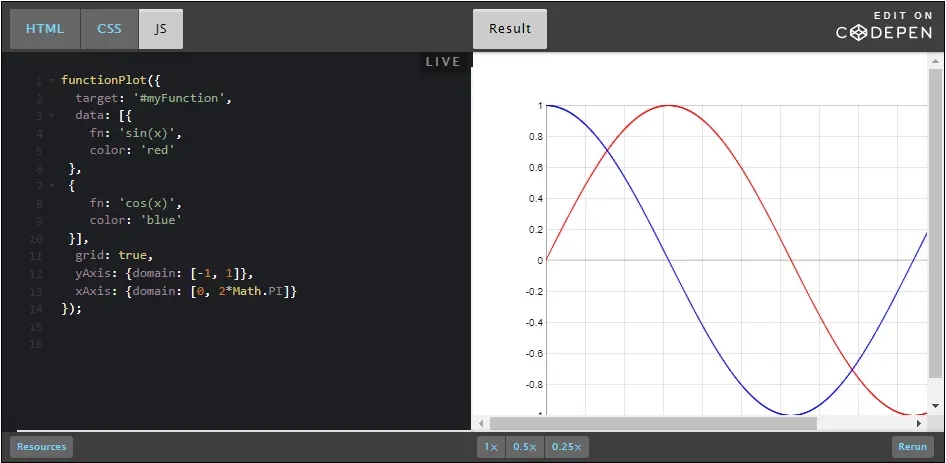 HTML CSS JS
Result
EDIT ON
CODEPEN
LIVE
1 functionPlot({
2 target: '#myFunction',
3 data: [{
4 fn: 'sin(x)',
5 color: 'red'
6 },
7 {
8 fn: 'cos(x)',
9 color: 'blue'
10 }],
11 grid: true,
12 yAxis: {domain: [-1, 1]},
13 xAxis: {domain: [0, 2*Math.PI]}
14 });
15
16
1
0.8
0.6
0.4
0.2
0
-0.2
-0.4
-0.6
-0.8
-1
Resources
1x 0.5x 0.25x
Rerun